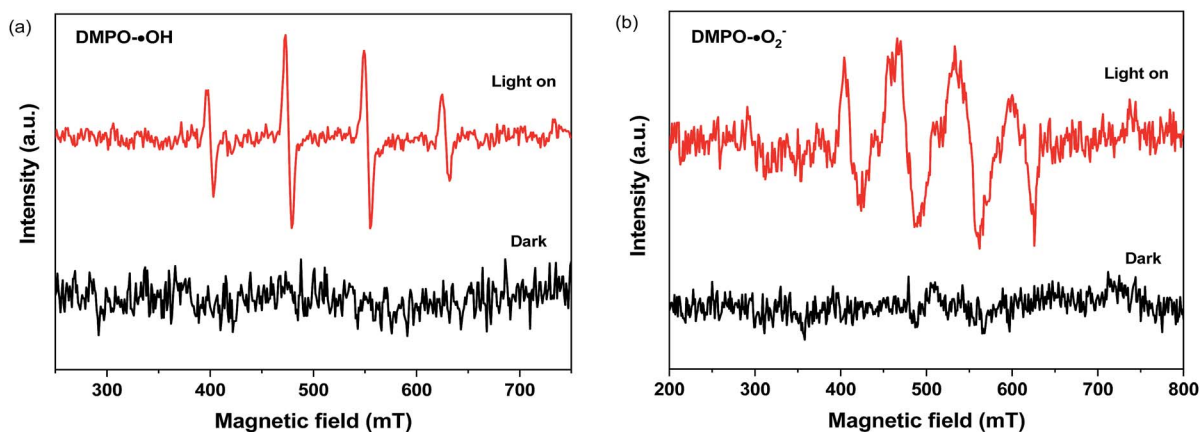 (a)
DMPO-•OH
Light on
Dark
Intensity (a.u.)
300 400 500 600 700
Magnetic field (mT)
(b)
DMPO-•O₂⁻
Light on
Dark
Intensity (a.u.)
200 300 400 500 600 700 800
Magnetic field (mT)